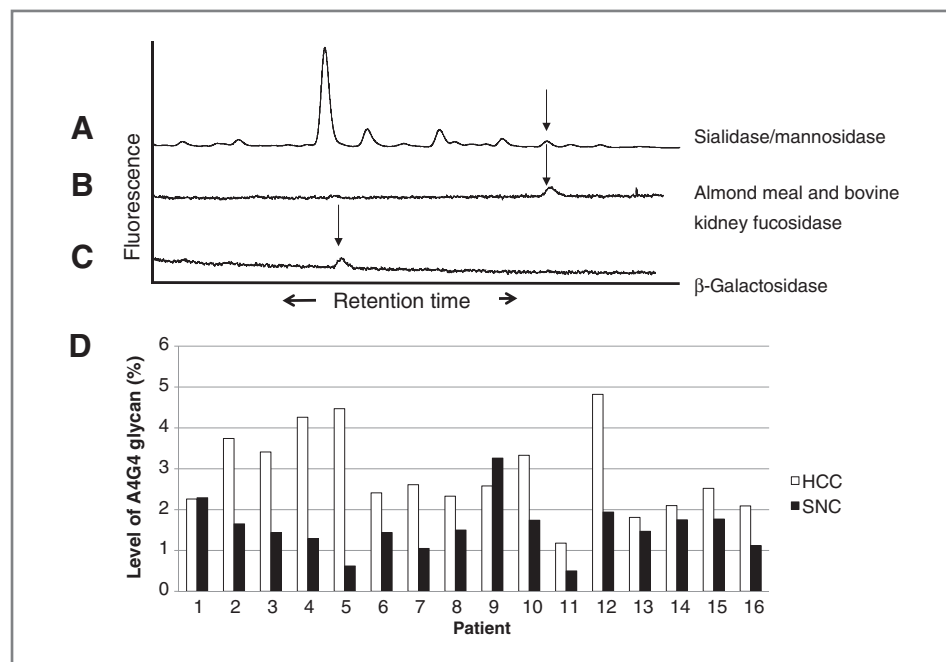 A
Sialidase/mannosidase
B
Almond meal and bovine
kidney fucosidase
C
β-Galactosidase
Fluorescence
← Retention time →
D
Level of A4G4 glycan (%)
6
5
4
3
2
1
0
HCC
SNC
1 2 3 4 5 6 7 8 9 10 11 12 13 14 15 16
Patient